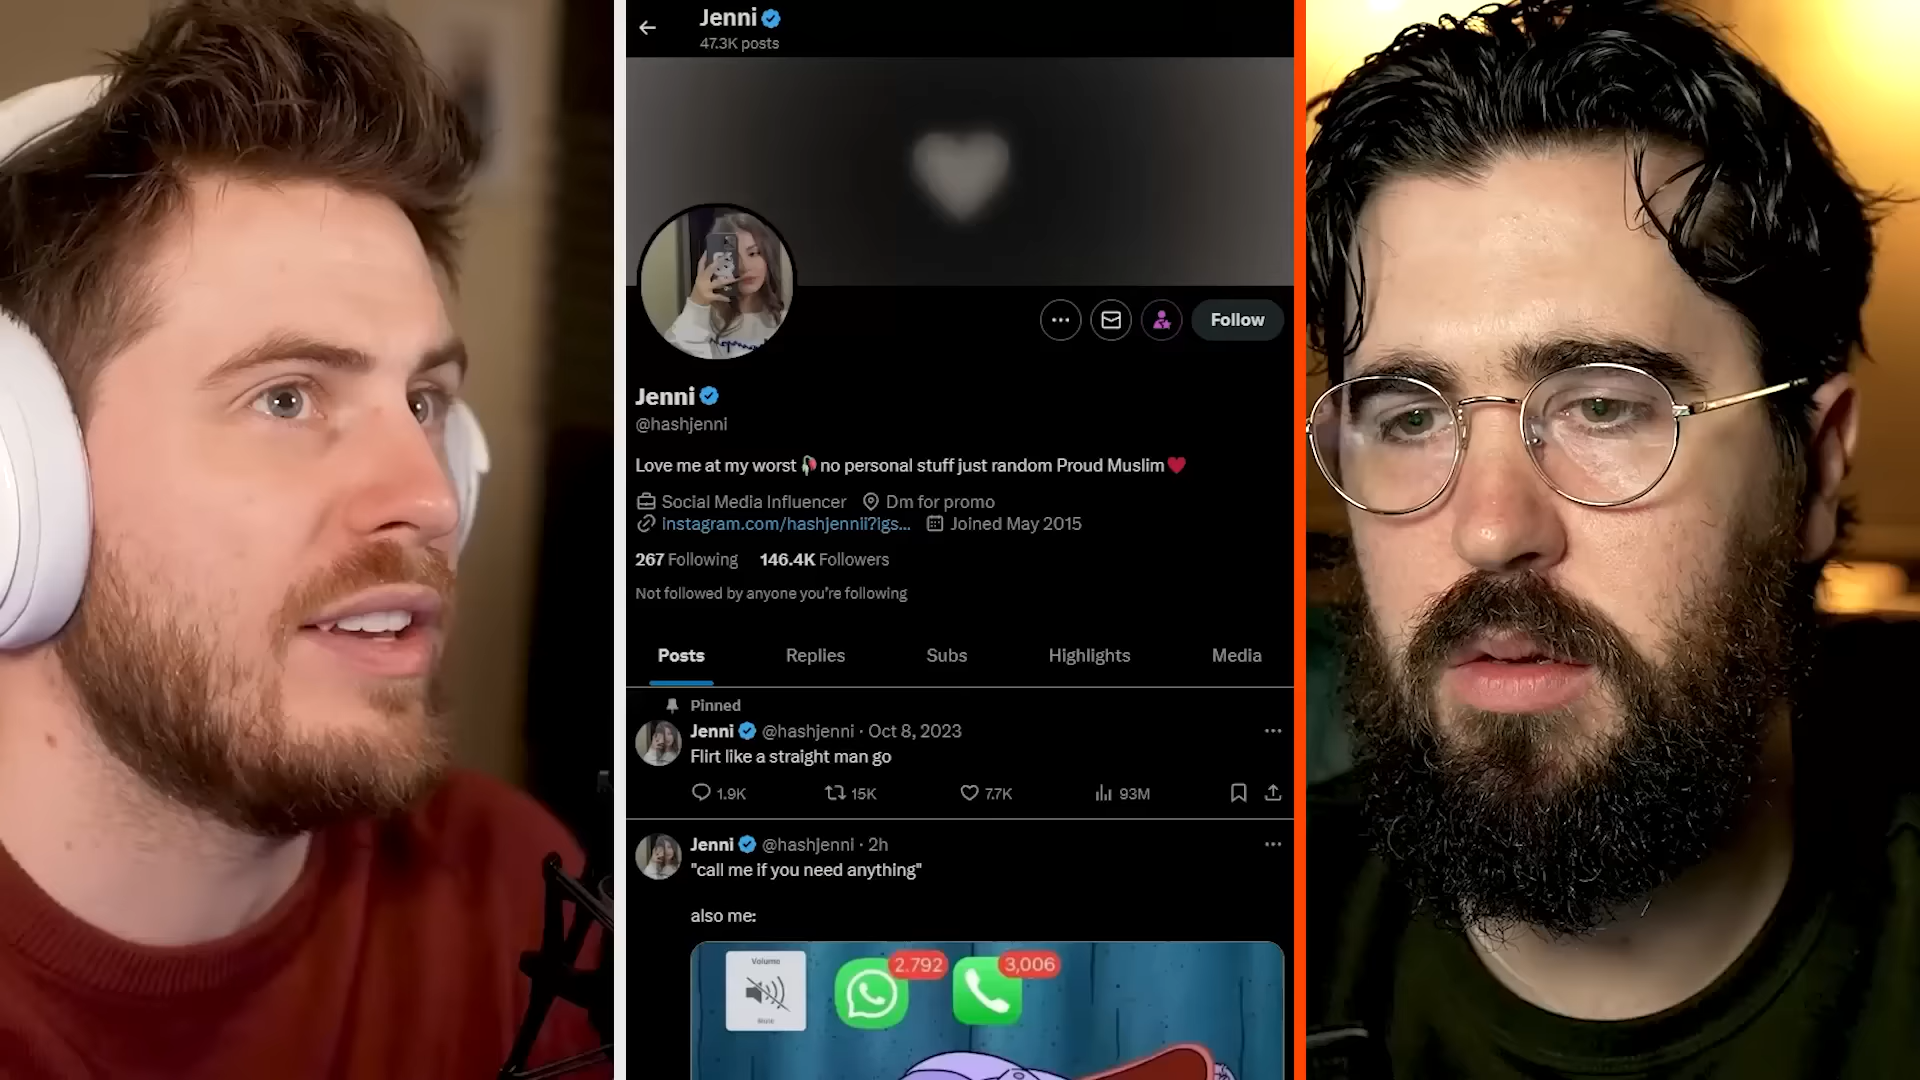 Jenni
47.3K posts
Follow
Jenni
@hashjenni
Love me at my worst no personal stuff just random Proud Muslim
Social Media Influencer Dm for promo
instagram.com/hashjennii?igs... Joined May 2015
267 Following 146.4K Followers
Not followed by anyone you're following
Posts Replies Subs Highlights Media
Pinned
Jenni @hashjenni · Oct 8, 2023
Flirt like a straight man go
1.9K 15K 7.7K 93M
Jenni @hashjenni · 2h
"call me if you need anything"
also me:
Volume
2.792
3,006
Mute